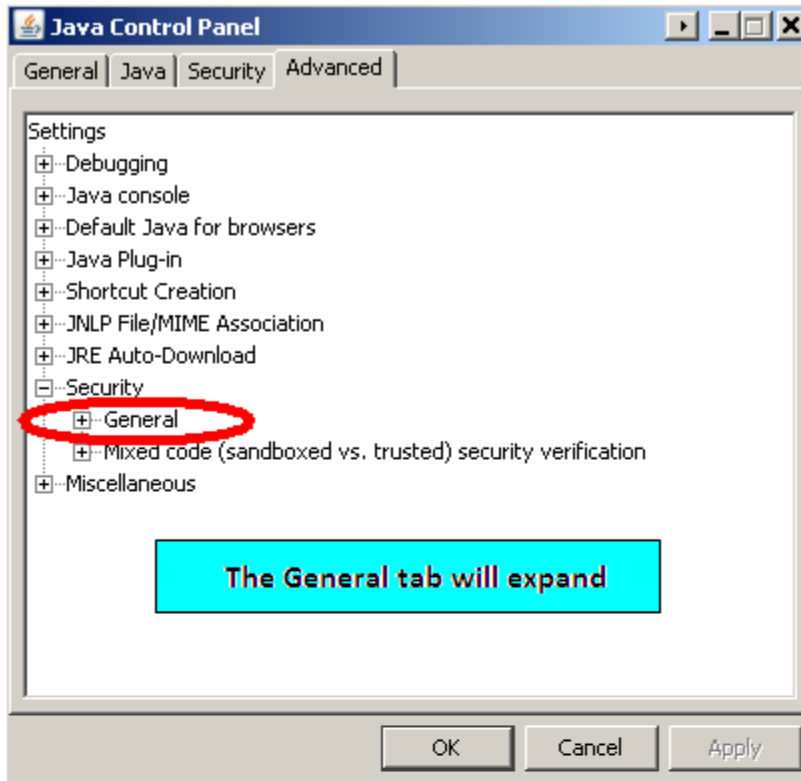 Java Control Panel
General Java Security Advanced
Settings
Debugging
Java console
Default Java for browsers
Java Plug-in
Shortcut Creation
JNLP File/MIME Association
JRE Auto-Download
Security
General
Mixed code (sandboxed vs. trusted) security verification
Miscellaneous
The General tab will expand
OK Cancel Apply